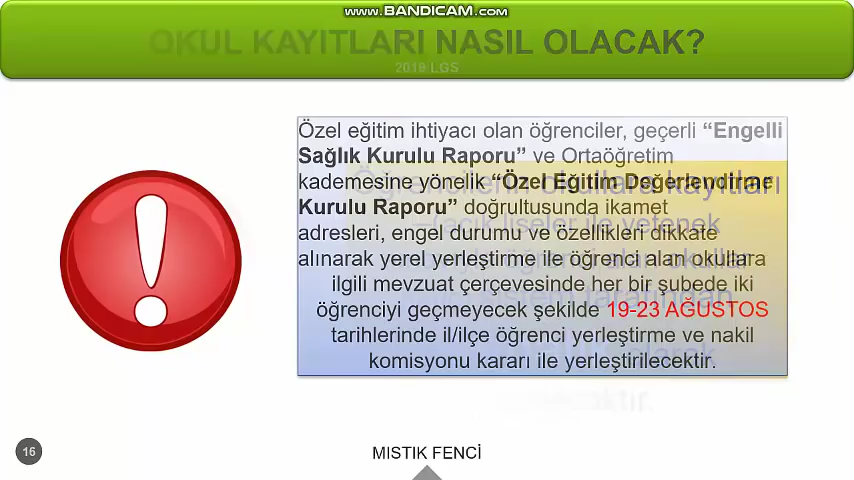 www.BANDICAM.com
OKUL KAYITLARI NASIL OLACAK?
2019 LGS
Özel eğitim ihtiyacı olan öğrenciler, geçerli “Engelli
Sağlık Kurulu Raporu” ve Ortaöğretim
kademesine yönelik “Özel Eğitim Değerlendirme
Kurulu Raporu” doğrultusunda ikamet
adresleri, engel durumu ve özellikleri dikkate
alınarak yerel yerleştirme ile öğrenci alan okullara
ilgili mevzuat çerçevesinde her bir şubede iki
öğrenciyi geçmeyecek şekilde 19-23 AĞUSTOS
tarihlerinde il/ilçe öğrenci yerleştirme ve nakil
komisyonu kararı ile yerleştirilecektir.
16
MISTIK FENCİ